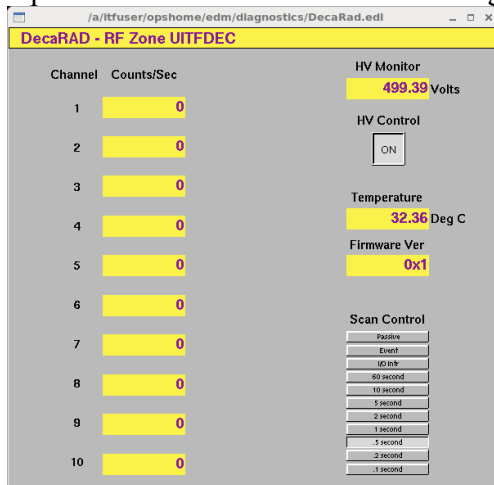 /a/itfuser/opshome/edm/diagnostics/DecaRad.edl
DecaRAD - RF Zone UITFDEC
Channel Counts/Sec
1 0
2 0
3 0
4 0
5 0
6 0
7 0
8 0
9 0
10 0
HV Monitor
499.39 Volts
HV Control
ON
Temperature
32.36 Deg C
Firmware Ver
0x1
Scan Control
Passive
Event
I/O Intr
60 second
10 second
5 second
2 second
1 second
.5 second
.2 second
.1 second